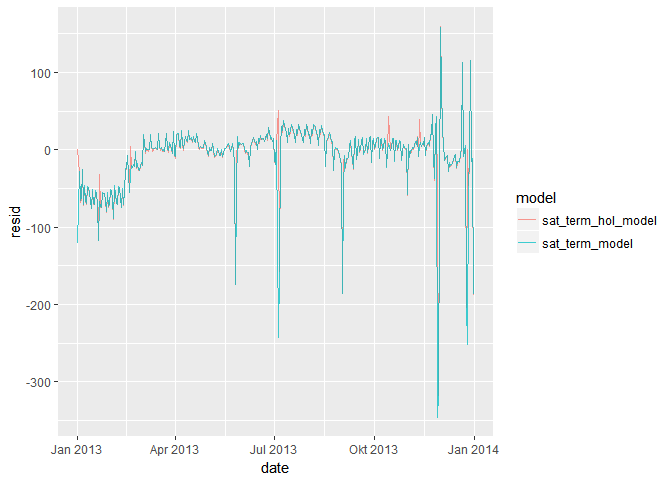 100
0
-100
-200
-300
resid
Jan 2013
Apr 2013
Jul 2013
Okt 2013
Jan 2014
date
model
sat_term_hol_model
sat_term_model